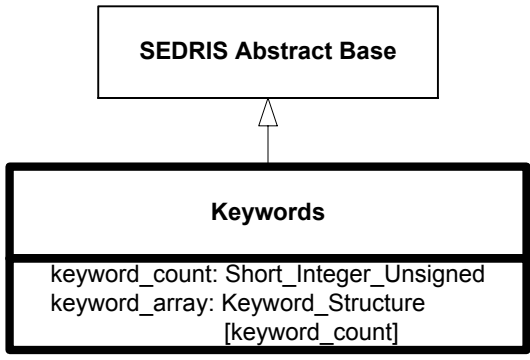 SEDRIS Abstract Base
Keywords
keyword_count: Short_Integer_Unsigned
keyword_array: Keyword_Structure
[keyword_count]